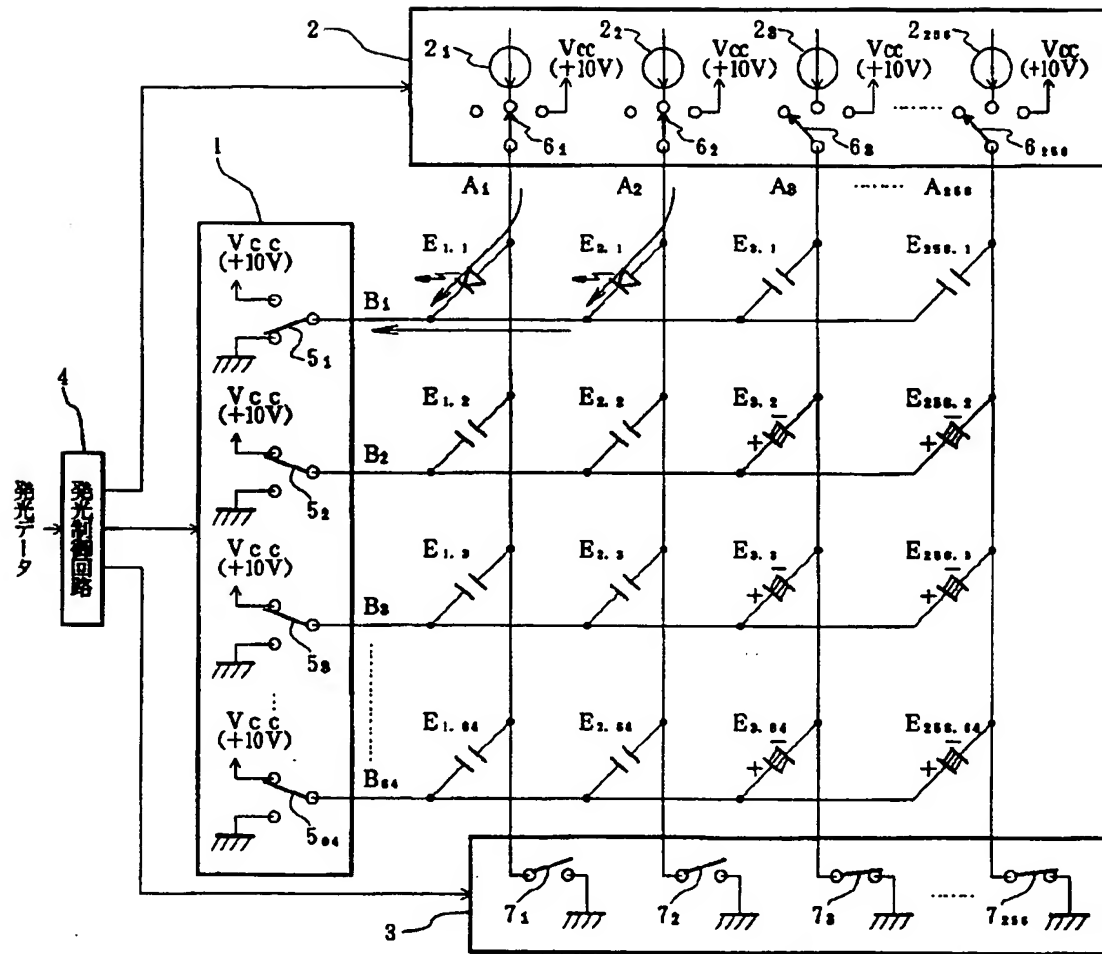 2
2₁
Vcc
(+10V)
2₂
Vcc
(+10V)
2₃
Vcc
(+10V)
2₂₅₆
Vcc
(+10V)
6₁
6₂
6₃
6₂₅₆
1
A₁
A₂
A₃
A₂₅₆
Vcc
(+10V)
E₁.₁
E₂.₁
E₃.₁
E₂₅₆.₁
B₁
5₁
4
Vcc
(+10V)
E₁.₂
E₂.₂
E₃.₂
E₂₅₆.₂
+ −
+ −
B₂
5₂
発光データ
発光制御回路
Vcc
(+10V)
E₁.₃
E₂.₃
E₃.₃
E₂₅₆.₃
+ −
+ −
B₃
5₃
Vcc
(+10V)
E₁.₆₄
E₂.₆₄
E₃.₆₄
E₂₅₆.₆₄
+ −
+ −
B₆₄
5₆₄
7₁
7₂
7₃
7₂₅₆
3